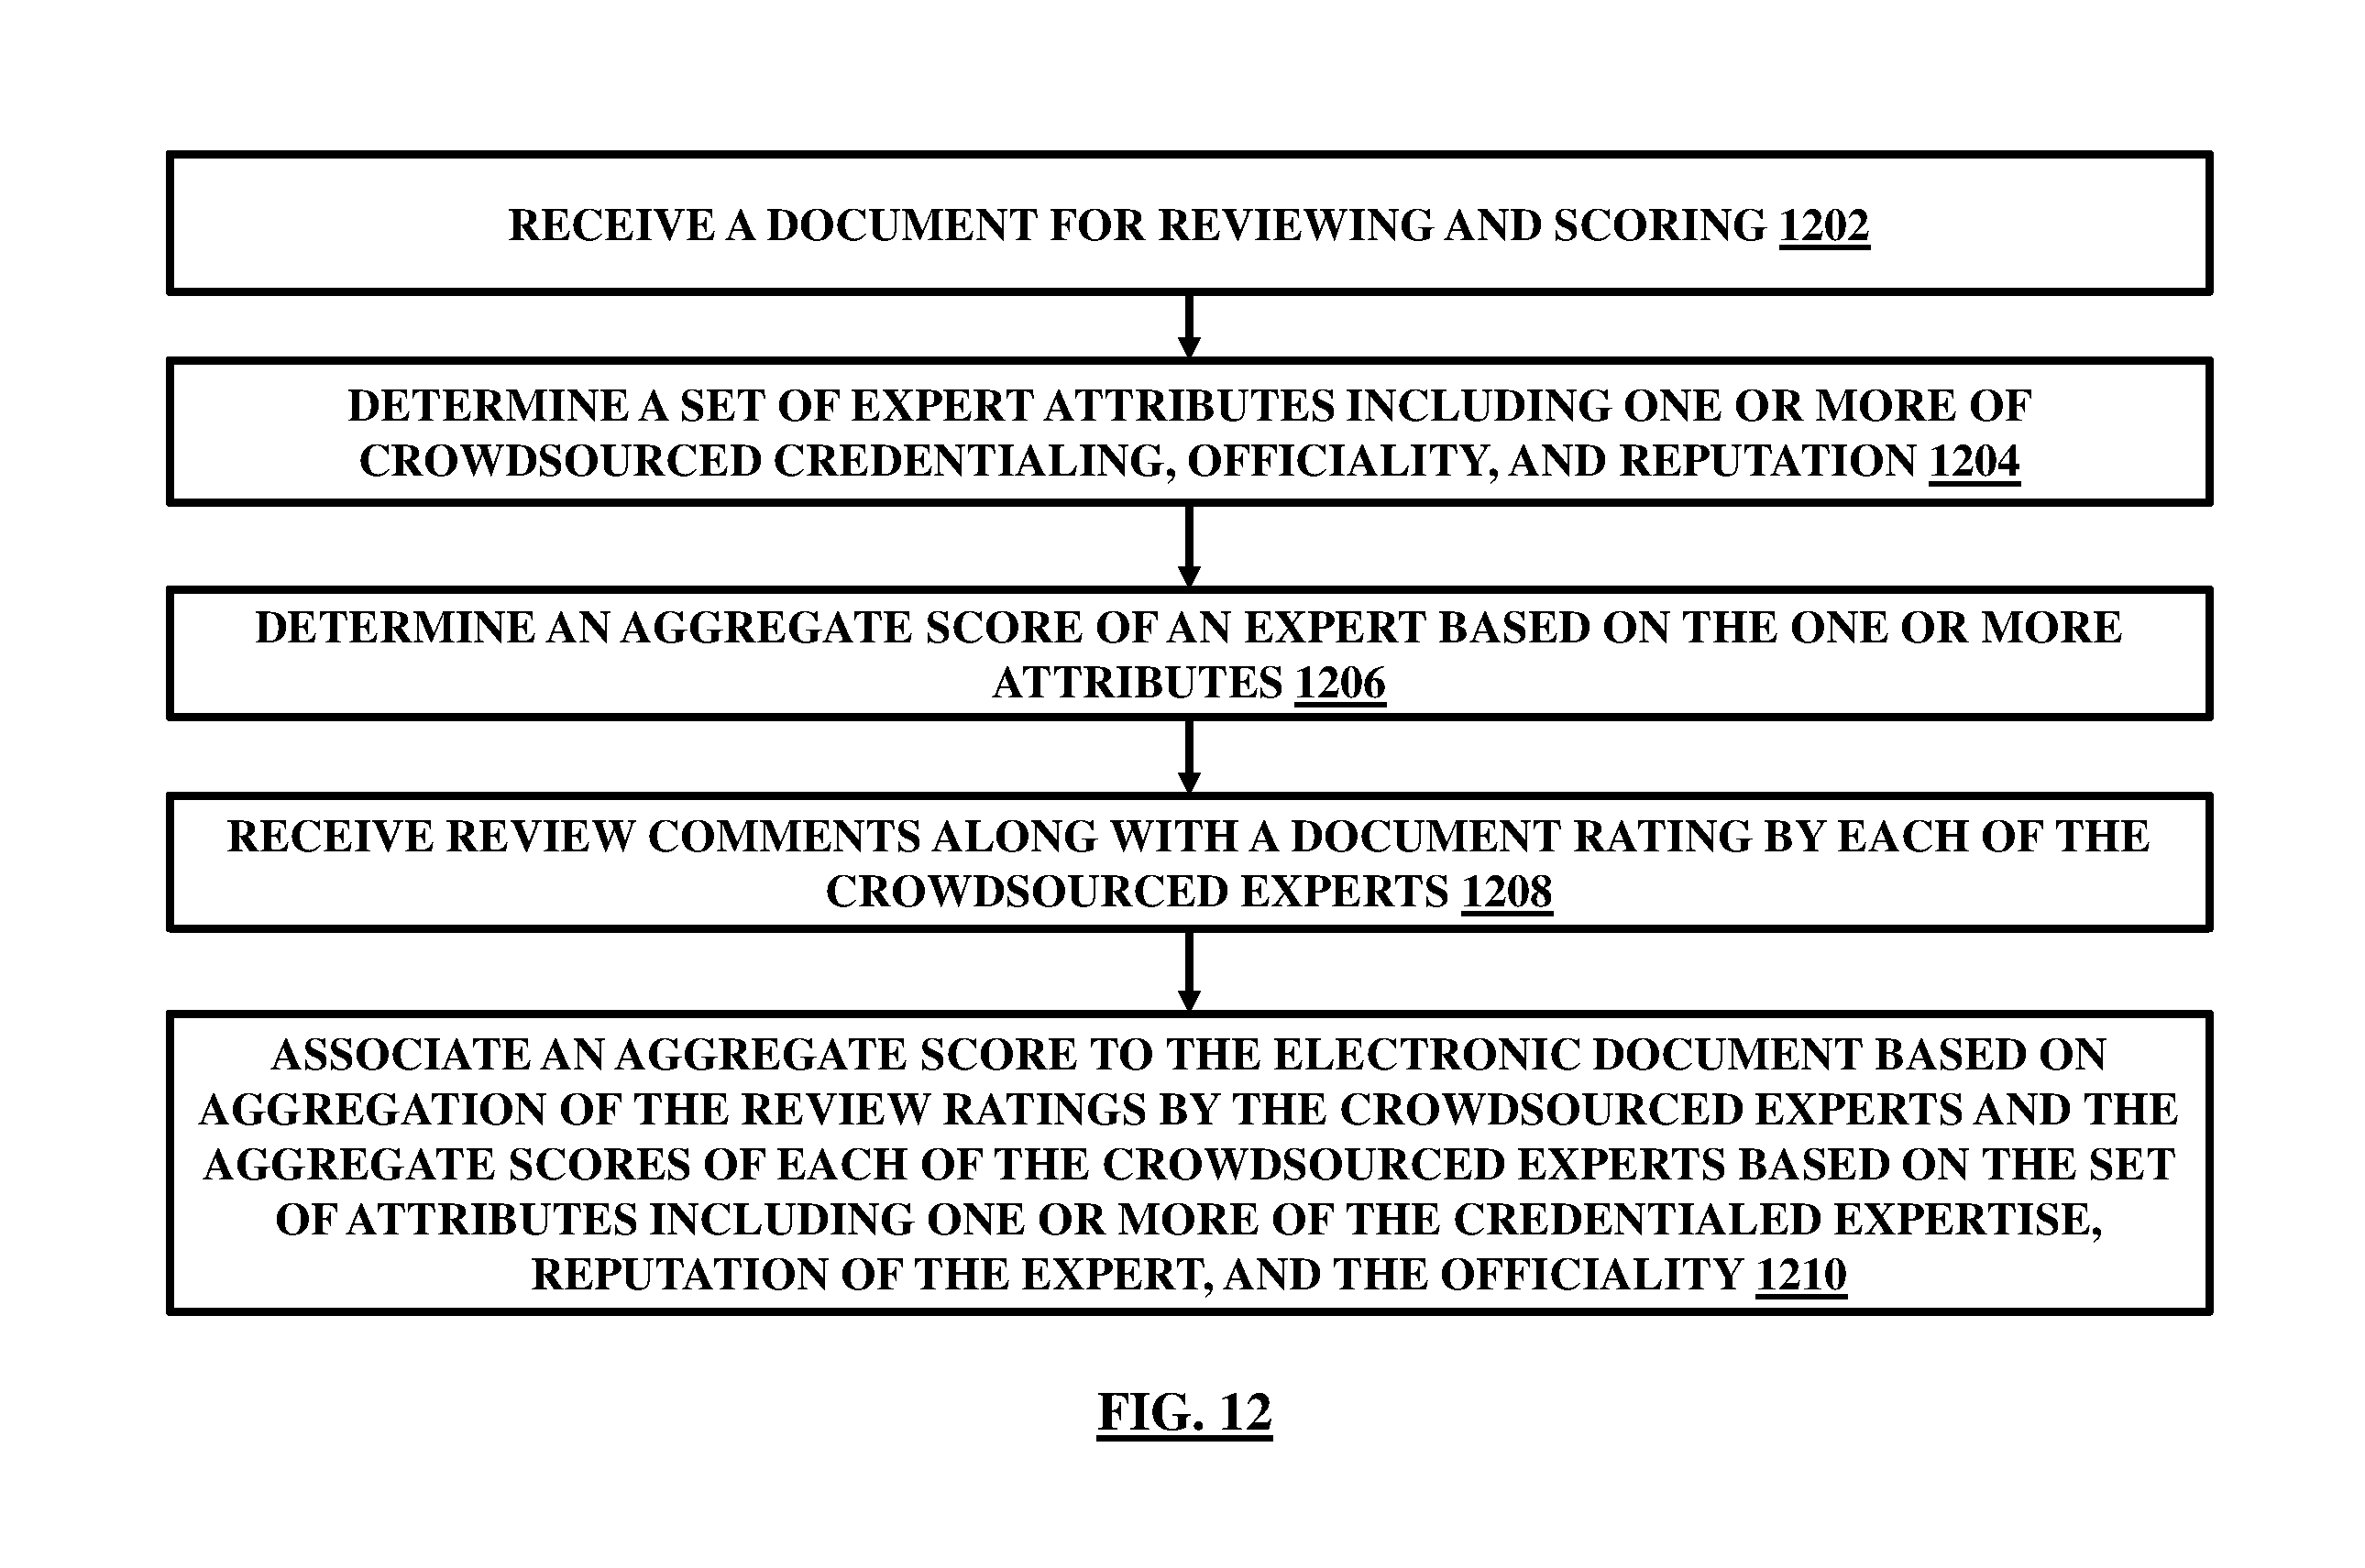 RECEIVE A DOCUMENT FOR REVIEWING AND SCORING 1202
DETERMINE A SET OF EXPERT ATTRIBUTES INCLUDING ONE OR MORE OF
CROWDSOURCED CREDENTIALING, OFFICIALITY, AND REPUTATION 1204
DETERMINE AN AGGREGATE SCORE OF AN EXPERT BASED ON THE ONE OR MORE
ATTRIBUTES 1206
RECEIVE REVIEW COMMENTS ALONG WITH A DOCUMENT RATING BY EACH OF THE
CROWDSOURCED EXPERTS 1208
ASSOCIATE AN AGGREGATE SCORE TO THE ELECTRONIC DOCUMENT BASED ON
AGGREGATION OF THE REVIEW RATINGS BY THE CROWDSOURCED EXPERTS AND THE
AGGREGATE SCORES OF EACH OF THE CROWDSOURCED EXPERTS BASED ON THE SET
OF ATTRIBUTES INCLUDING ONE OR MORE OF THE CREDENTIALED EXPERTISE,
REPUTATION OF THE EXPERT, AND THE OFFICIALITY 1210
FIG. 12